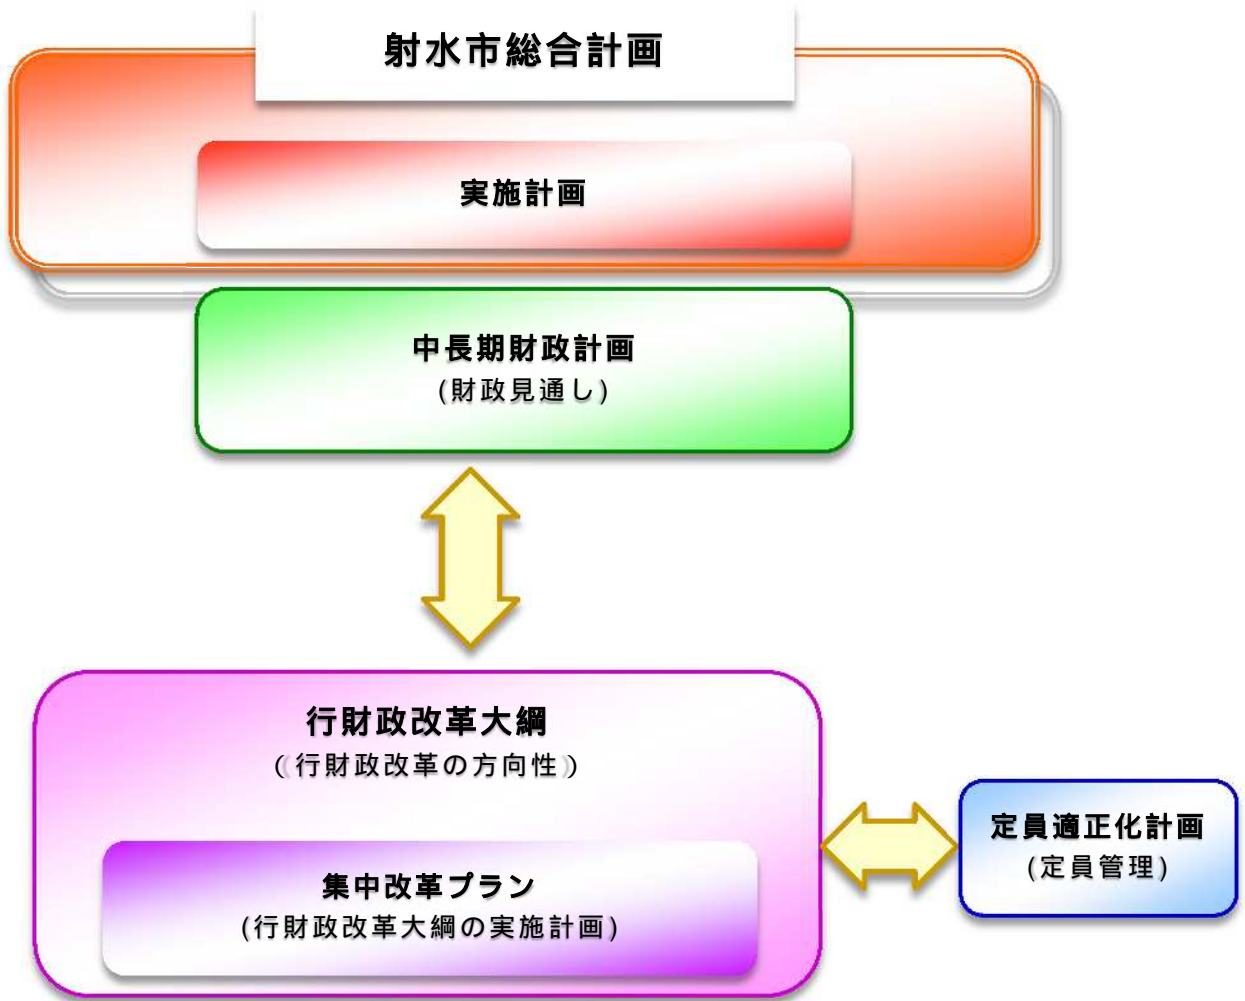 射水市総合計画
実施計画
中長期財政計画
(財政見通し)
行財政改革大綱
(行財政改革の方向性)
集中改革プラン
(行財政改革大綱の実施計画)
定員適正化計画
(定員管理)